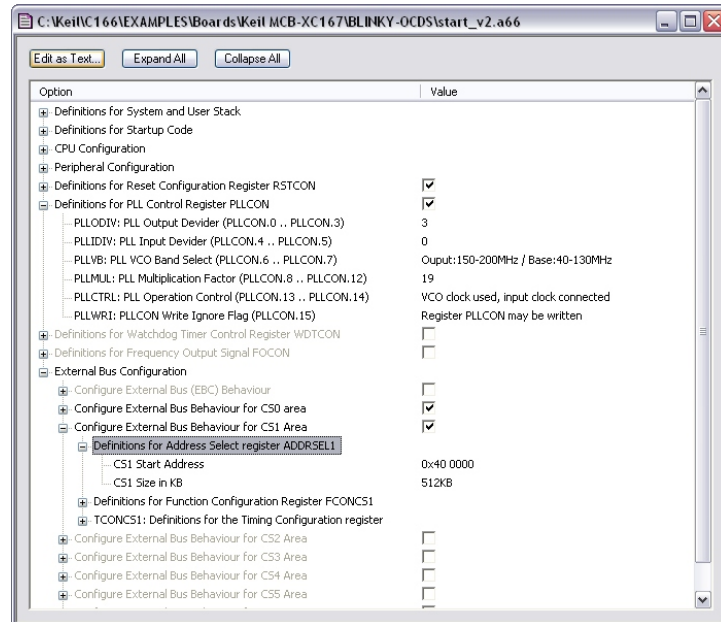 C:\Keil\C166\EXAMPLES\Boards\Keil MCB-XC167\BLINKY-OCDS\start_v2.a66
Edit as Text... Expand All Collapse All
Option Value
Definitions for System and User Stack
Definitions for Startup Code
CPU Configuration
Peripheral Configuration
Definitions for Reset Configuration Register RSTCON
Definitions for PLL Control Register PLLCON
PLLODIV: PLL Output Devider (PLLCON.0 .. PLLCON.3) 3
PLLIDIV: PLL Input Devider (PLLCON.4 .. PLLCON.5) 0
PLLVB: PLL VCO Band Select (PLLCON.6 .. PLLCON.7) Ouput:150-200MHz / Base:40-130MHz
PLLMUL: PLL Multiplication Factor (PLLCON.8 .. PLLCON.12) 19
PLLCTRL: PLL Operation Control (PLLCON.13 .. PLLCON.14) VCO clock used, input clock connected
PLLWRI: PLLCON Write Ignore Flag (PLLCON.15) Register PLLCON may be written
Definitions for Watchdog Timer Control Register WDTCON
Definitions for Frequency Output Signal FOCON
External Bus Configuration
Configure External Bus (EBC) Behaviour
Configure External Bus Behaviour for CS0 area
Configure External Bus Behaviour for CS1 Area
Definitions for Address Select register ADDRSEL1
CS1 Start Address 0x40 0000
CS1 Size in KB 512KB
Definitions for Function Configuration Register FCONCS1
TCONCS1: Definitions for the Timing Configuration register
Configure External Bus Behaviour for CS2 Area
Configure External Bus Behaviour for CS3 Area
Configure External Bus Behaviour for CS4 Area
Configure External Bus Behaviour for CS5 Area